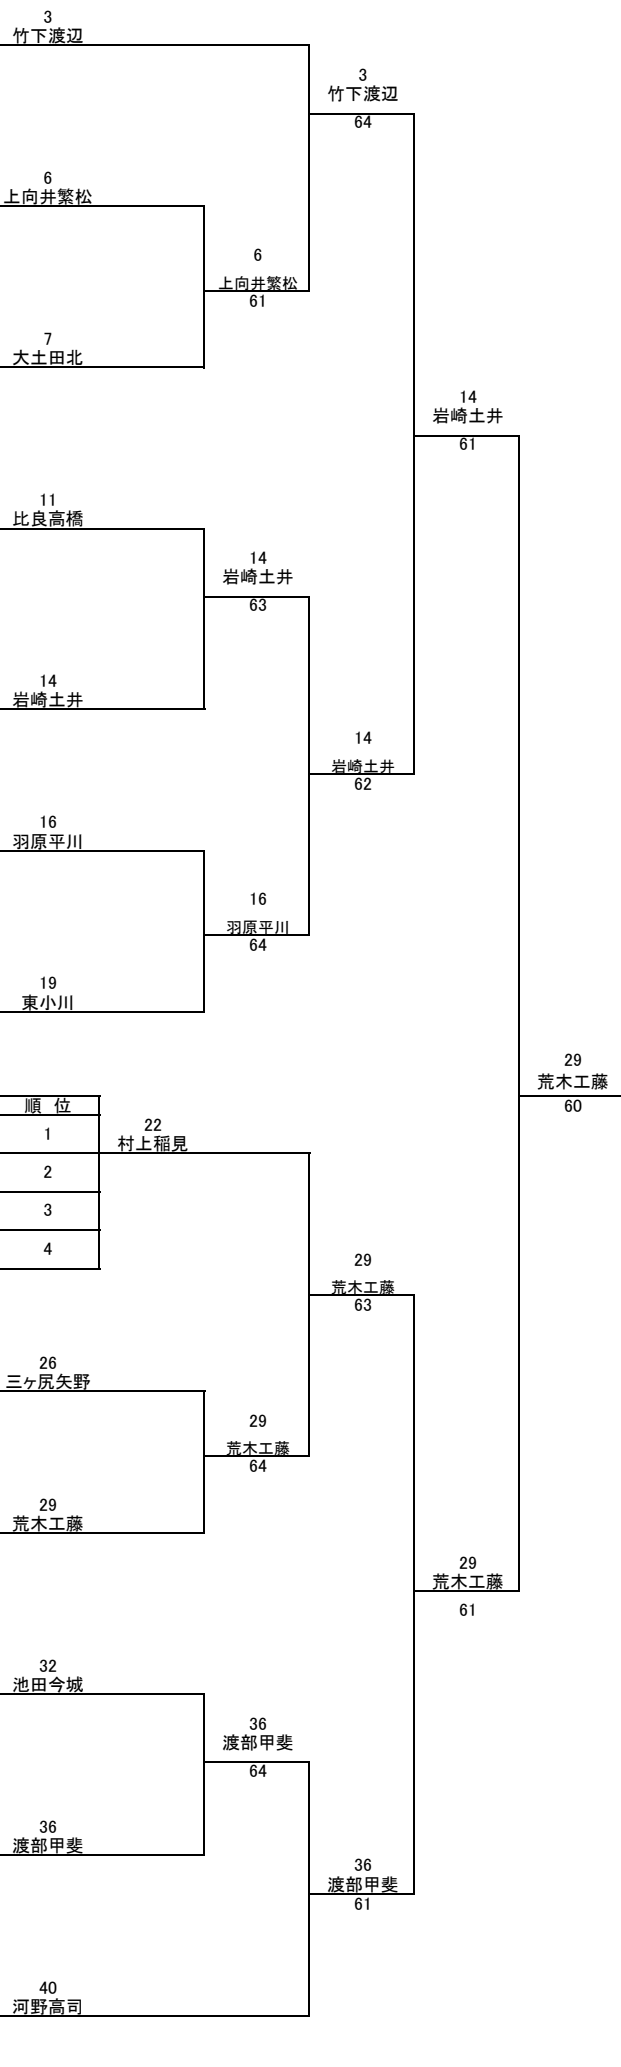 3
竹下渡辺
3
竹下渡辺
64
6
上向井繁松
6
上向井繁松
61
7
大土田北
14
岩崎土井
61
11
比良高橋
14
岩崎土井
63
14
岩崎土井
14
岩崎土井
62
16
羽原平川
16
羽原平川
64
19
東小川
29
荒木工藤
60
順 位
1
2
3
4
22
村上稲見
29
荒木工藤
63
26
三ヶ尻矢野
29
荒木工藤
64
29
荒木工藤
29
荒木工藤
61
32
池田今城
36
渡部甲斐
64
36
渡部甲斐
36
渡部甲斐
61
40
河野高司